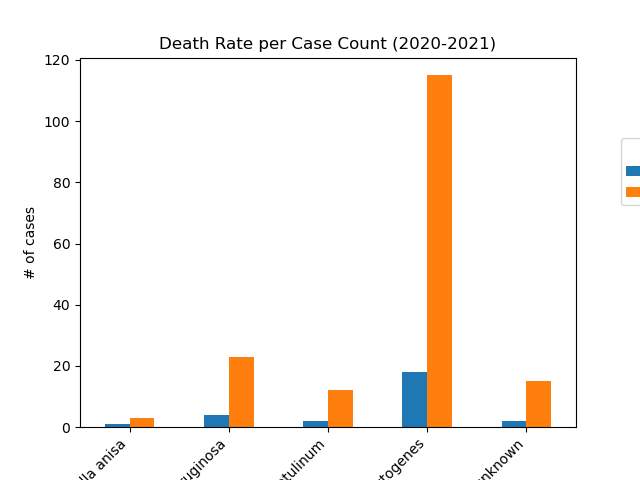 Death Rate per Case Count (2020-2021)
120
100
80
60
40
20
0
# of cases
lla anisa
uginosa
tulinum
togenes
nknown